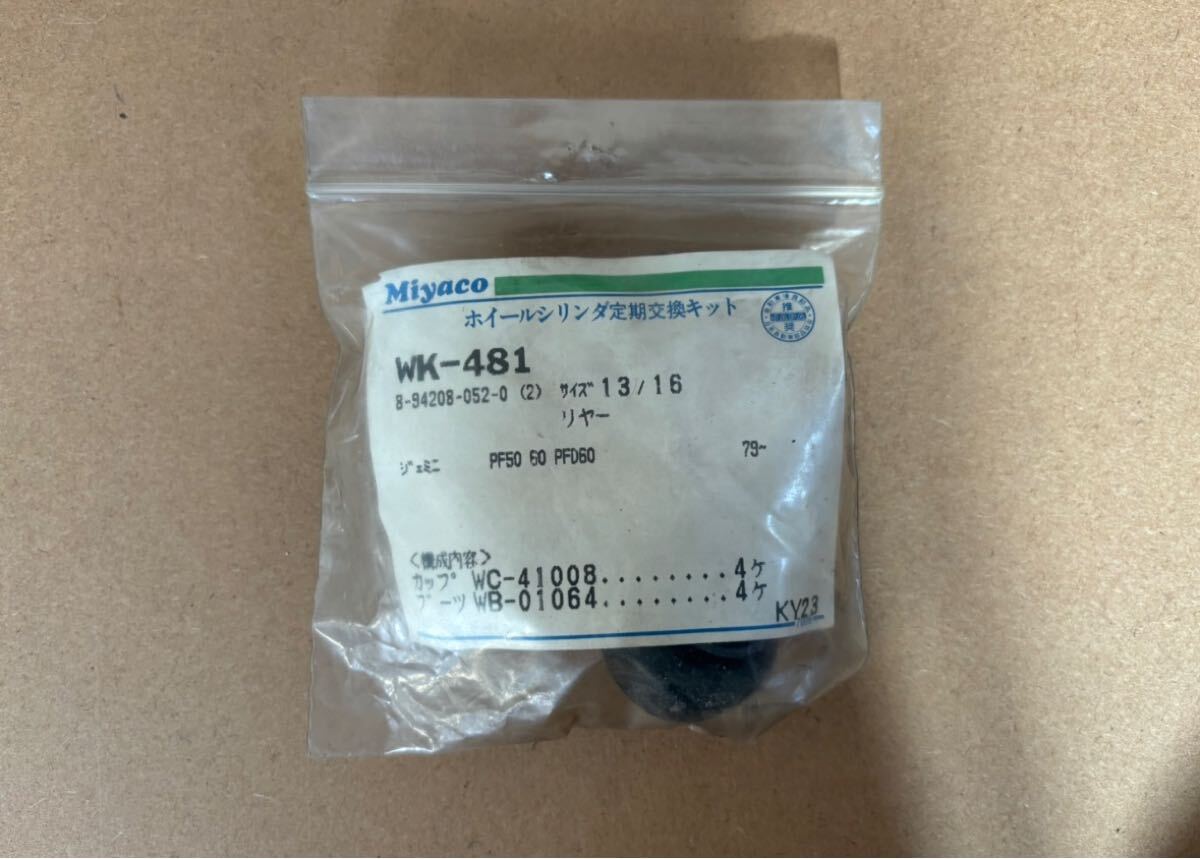 Miyaco
ホイールシリンダ定期交換キット
推奨
WK-481
8-94208-052-0 (2) サイズ 13/16
リヤー
ジェミニ PF50 60 PFD60 79~
〈構成内容〉
カップ WC-41008........4ケ
ブーツ WB-01064........4ケ
KY23